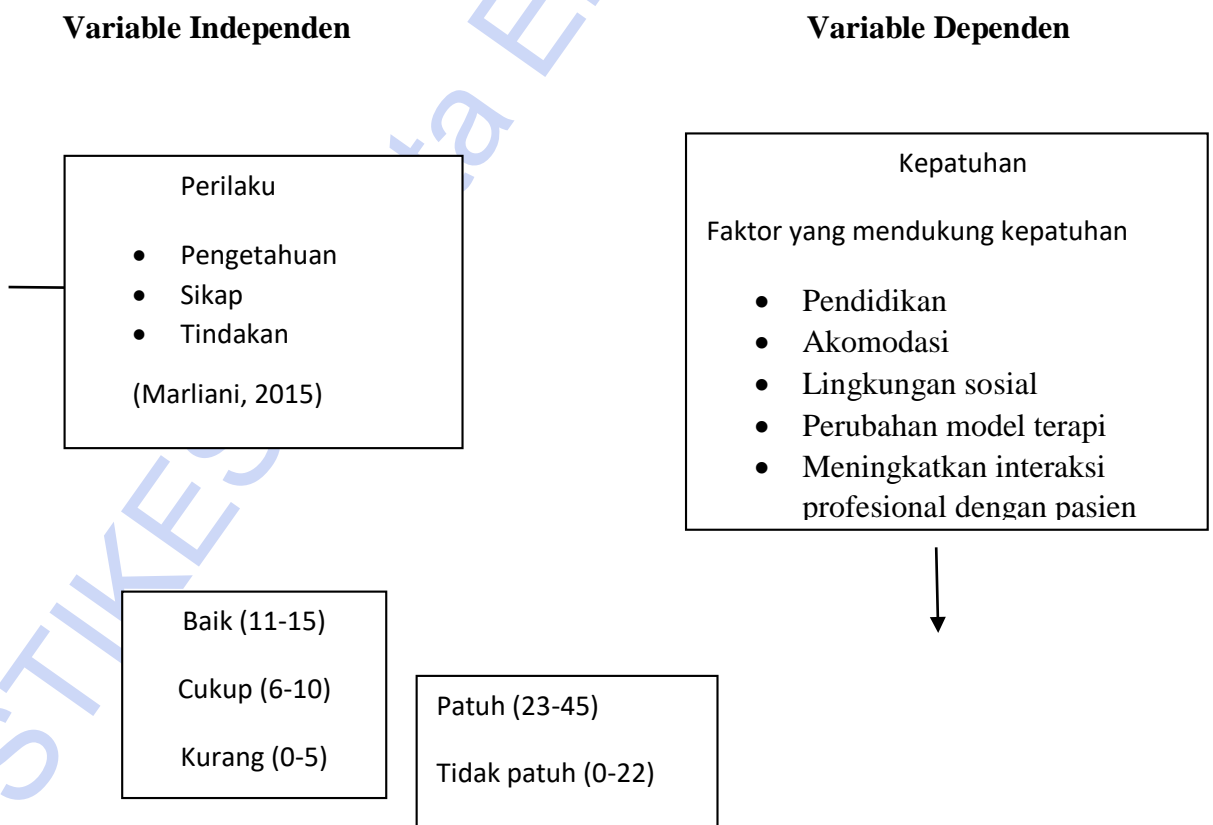 Variable Independen
Variable Dependen
Perilaku
• Pengetahuan
• Sikap
• Tindakan
(Marliani, 2015)
Kepatuhan
Faktor yang mendukung kepatuhan
• Pendidikan
• Akomodasi
• Lingkungan sosial
• Perubahan model terapi
• Meningkatkan interaksi
profesional dengan pasien
Baik (11-15)
Cukup (6-10)
Kurang (0-5)
Patuh (23-45)
Tidak patuh (0-22)
STIKES